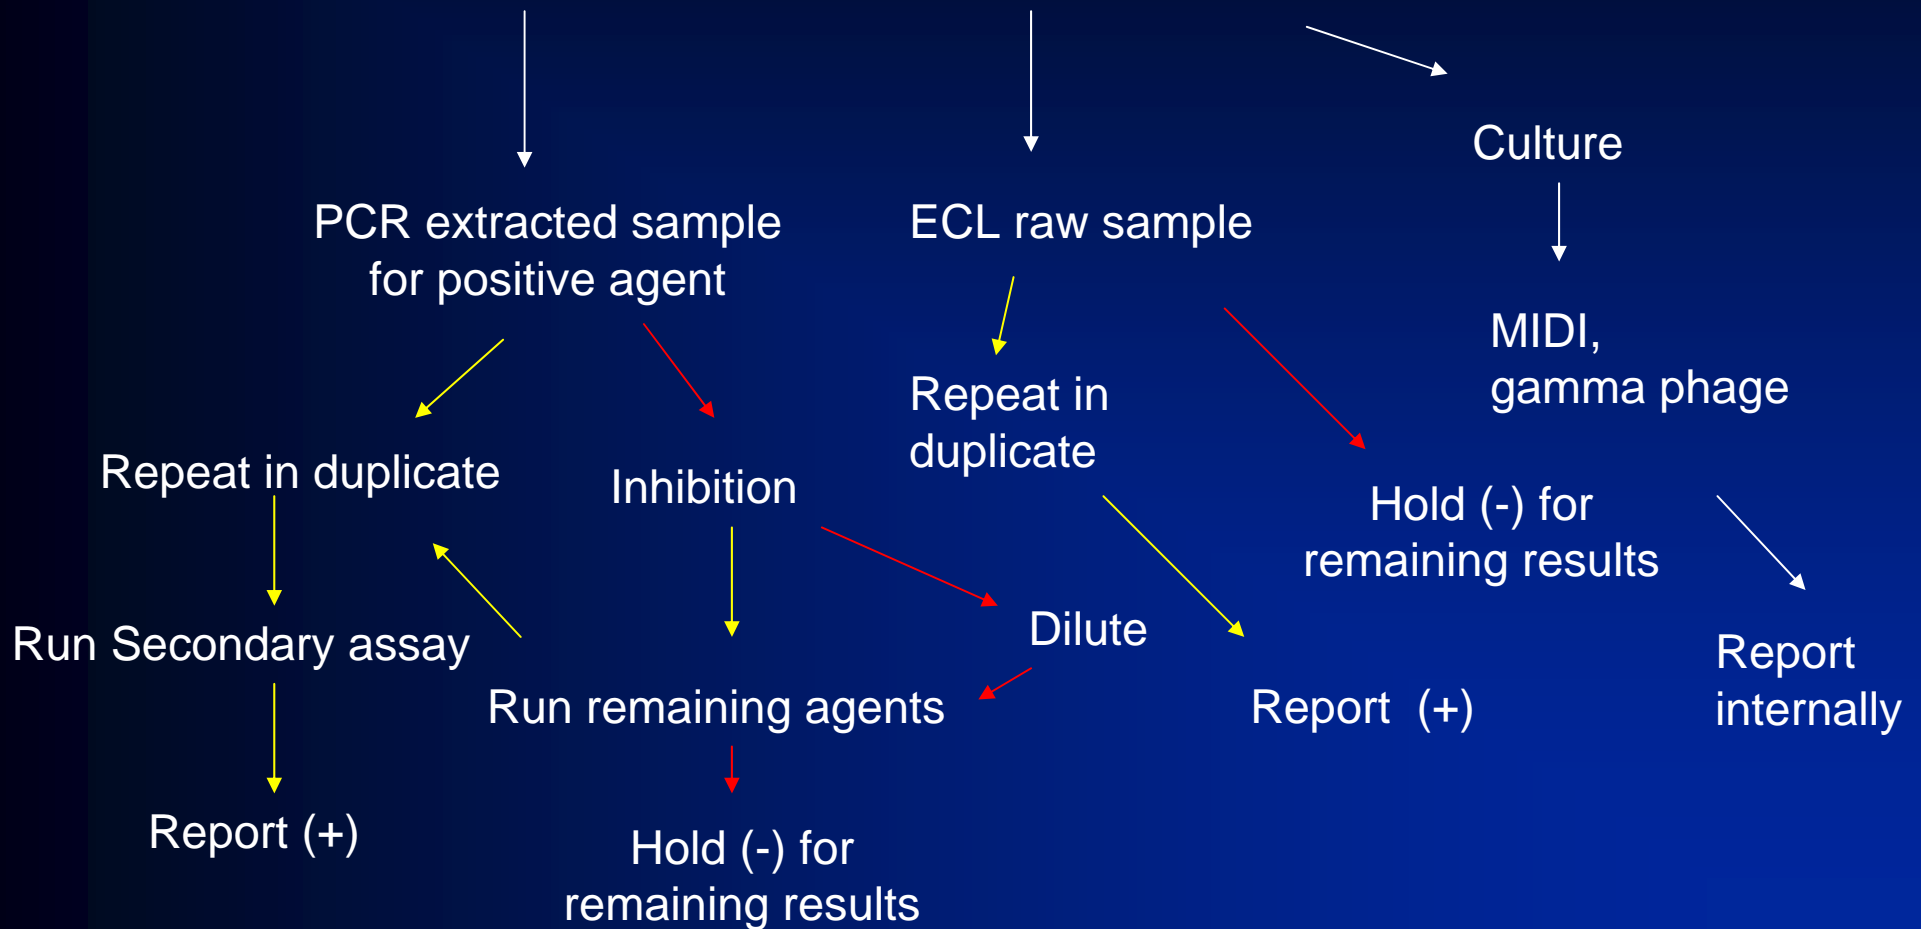 Culture
PCR extracted sample
for positive agent
ECL raw sample
MIDI,
gamma phage
Repeat in
duplicate
Repeat in duplicate
Inhibition
Hold (-) for
remaining results
Run Secondary assay
Dilute
Report
internally
Run remaining agents
Report (+)
Report (+)
Hold (-) for
remaining results